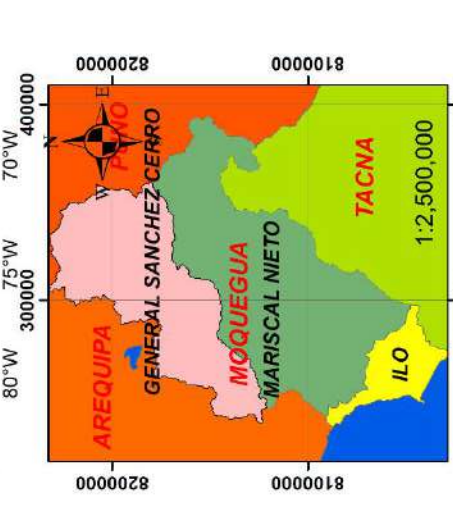 80°W 75°W 70°W
300000 400000
8200000 8200000
N
W E
AREQUIPA
GENERAL SANCHEZ CERRO
MOQUEGUA
MARISCAL NIETO
8100000 8100000
TACNA
ILO
1:2,500,000